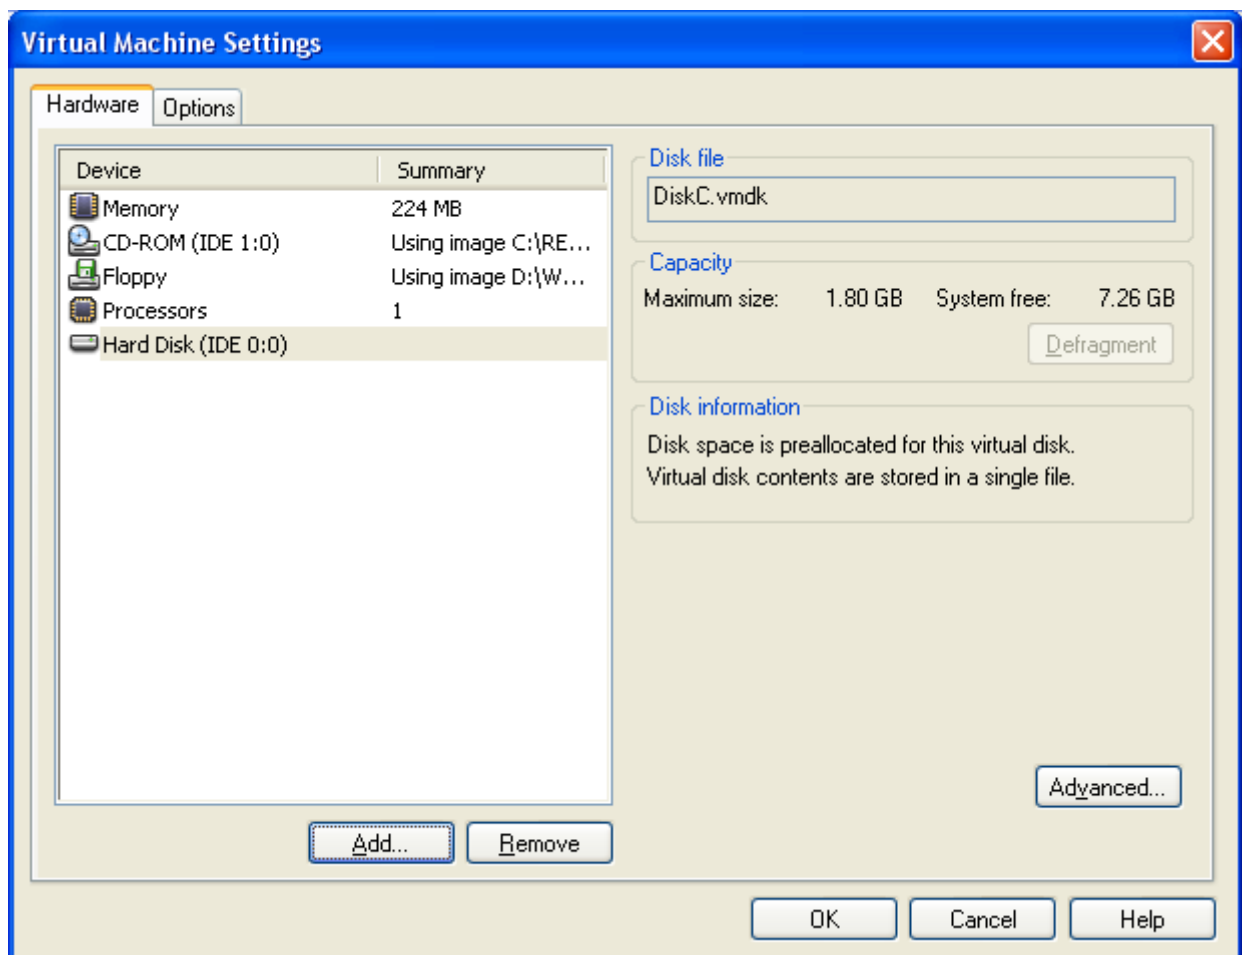 Virtual Machine Settings
Hardware Options
Device Summary
Memory 224 MB
CD-ROM (IDE 1:0) Using image C:\RE...
Floppy Using image D:\W...
Processors 1
Hard Disk (IDE 0:0)
Add... Remove
Disk file
DiskC.vmdk
Capacity
Maximum size: 1.80 GB System free: 7.26 GB
Defragment
Disk information
Disk space is preallocated for this virtual disk.
Virtual disk contents are stored in a single file.
Advanced...
OK Cancel Help